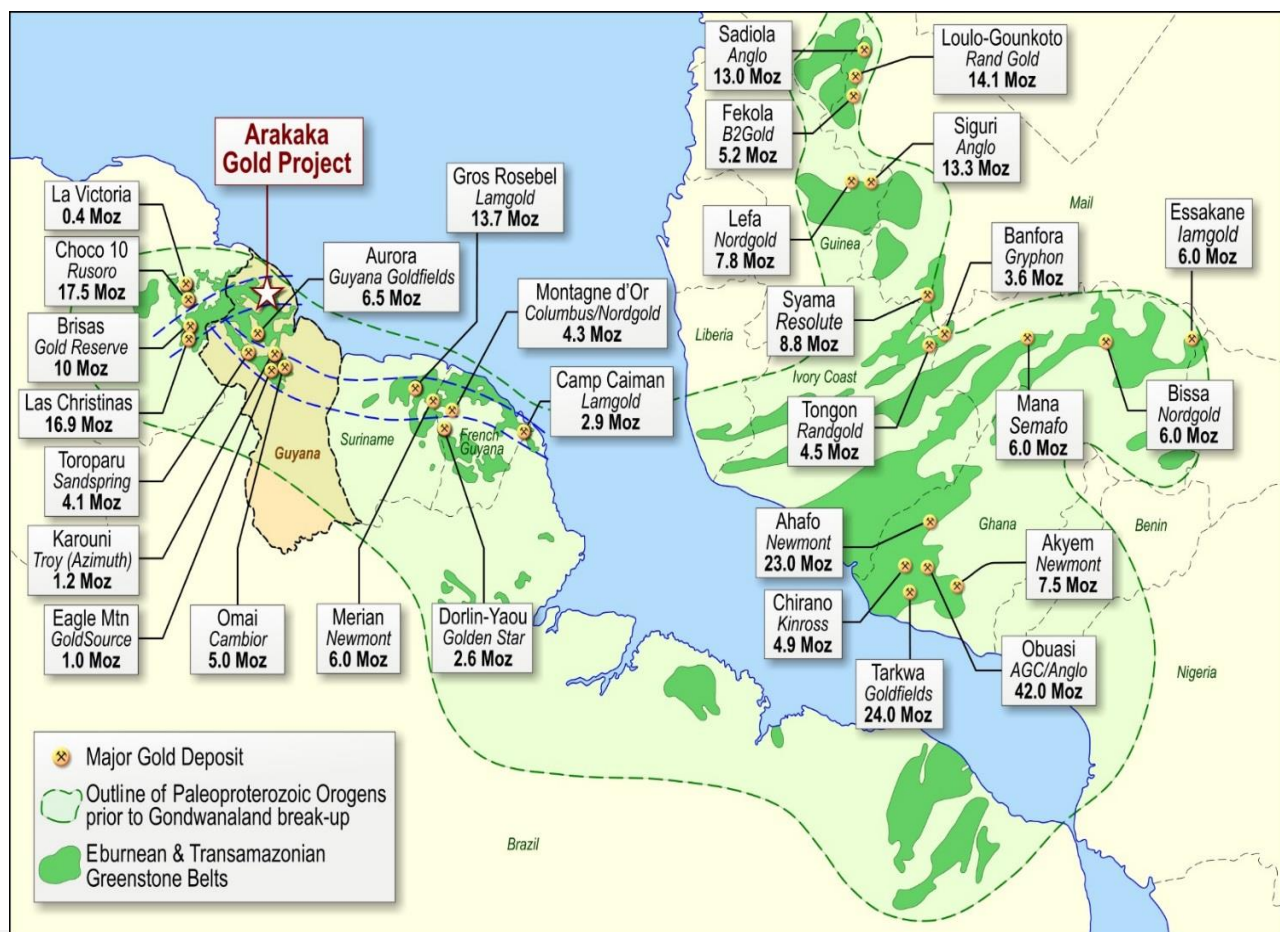 Sadiola
Anglo
13.0 Moz
Loulo-Gounkoto
Rand Gold
14.1 Moz
Fekola
B2Gold
5.2 Moz
Siguri
Anglo
13.3 Moz
Arakaka
Gold Project
Gros Rosebel
Lamgold
13.7 Moz
La Victoria
0.4 Moz
Choco 10
Rusoro
17.5 Moz
Aurora
Guyana Goldfields
6.5 Moz
Montagne d'Or
Columbus/Nordgold
4.3 Moz
Lefa
Nordgold
7.8 Moz
Guinea
Mail
Banfora
Gryphon
3.6 Moz
Essakane
Iamgold
6.0 Moz
Brisas
Gold Reserve
10 Moz
Syama
Resolute
8.8 Moz
Liberia
Ivory Coast
Camp Caiman
Lamgold
2.9 Moz
Las Christinas
16.9 Moz
Tongon
Randgold
4.5 Moz
Mana
Semafo
6.0 Moz
Bissa
Nordgold
6.0 Moz
Guyana
Suriname
French
Guyana
Toroparu
Sandspring
4.1 Moz
Karouni
Troy (Azimuth)
1.2 Moz
Eagle Mtn
GoldSource
1.0 Moz
Omai
Cambior
5.0 Moz
Merian
Newmont
6.0 Moz
Dorlin-Yaou
Golden Star
2.6 Moz
Ahafo
Newmont
23.0 Moz
Ghana
Benin
Akyem
Newmont
7.5 Moz
Chirano
Kinross
4.9 Moz
Tarkwa
Goldfields
24.0 Moz
Obuasi
AGC/Anglo
42.0 Moz
Nigeria
Brazil
Major Gold Deposit
Outline of Paleoproterozoic Orogens
prior to Gondwanaland break-up
Eburnean & Transamazonian
Greenstone Belts